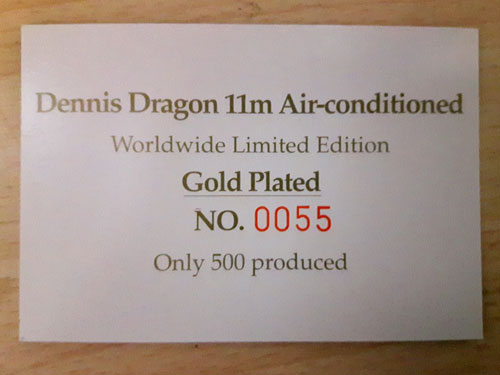 Dennis Dragon 11m Air-conditioned
Worldwide Limited Edition
Gold Plated
NO. 0055
Only 500 produced